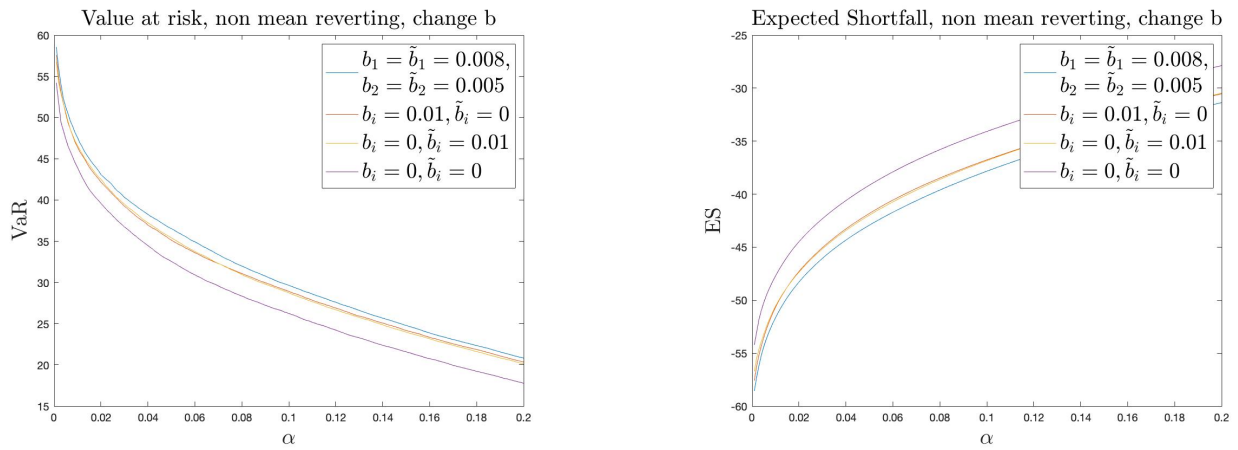 Value at risk, non mean reverting, change b
VaR
60
55
50
45
40
35
30
25
20
15
0 0.02 0.04 0.06 0.08 0.1 0.12 0.14 0.16 0.18 0.2
α
b₁ = b̃₁ = 0.008,
b₂ = b̃₂ = 0.005
bᵢ = 0.01, b̃ᵢ = 0
bᵢ = 0, b̃ᵢ = 0.01
bᵢ = 0, b̃ᵢ = 0
Expected Shortfall, non mean reverting, change b
ES
-25
-30
-35
-40
-45
-50
-55
-60
0 0.02 0.04 0.06 0.08 0.1 0.12 0.14 0.16 0.18 0.2
α
b₁ = b̃₁ = 0.008,
b₂ = b̃₂ = 0.005
bᵢ = 0.01, b̃ᵢ = 0
bᵢ = 0, b̃ᵢ = 0.01
bᵢ = 0, b̃ᵢ = 0